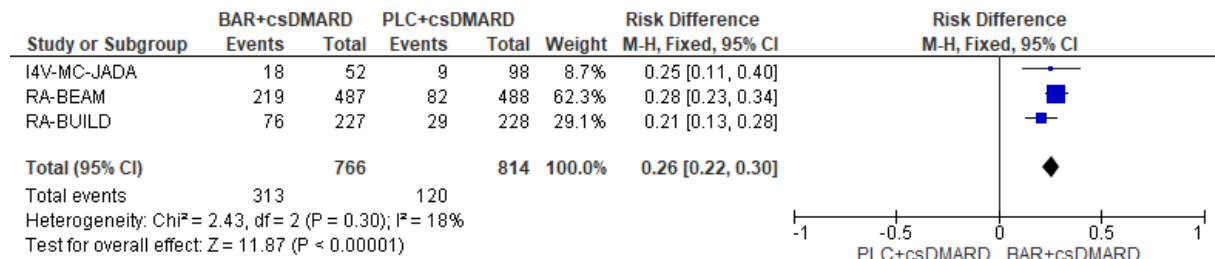 BAR+csDMARD PLC+csDMARD Risk Difference Risk Difference
Study or Subgroup Events Total Events Total Weight M-H, Fixed, 95% CI M-H, Fixed, 95% CI
I4V-MC-JADA 18 52 9 98 8.7% 0.25 [0.11, 0.40]
RA-BEAM 219 487 82 488 62.3% 0.28 [0.23, 0.34]
RA-BUILD 76 227 29 228 29.1% 0.21 [0.13, 0.28]
Total (95% CI) 766 814 100.0% 0.26 [0.22, 0.30]
Total events 313 120
Heterogeneity: Chi² = 2.43, df = 2 (P = 0.30); I² = 18%
Test for overall effect: Z = 11.87 (P < 0.00001)
-1 -0.5 0 0.5 1
PLC+csDMARD BAR+csDMARD